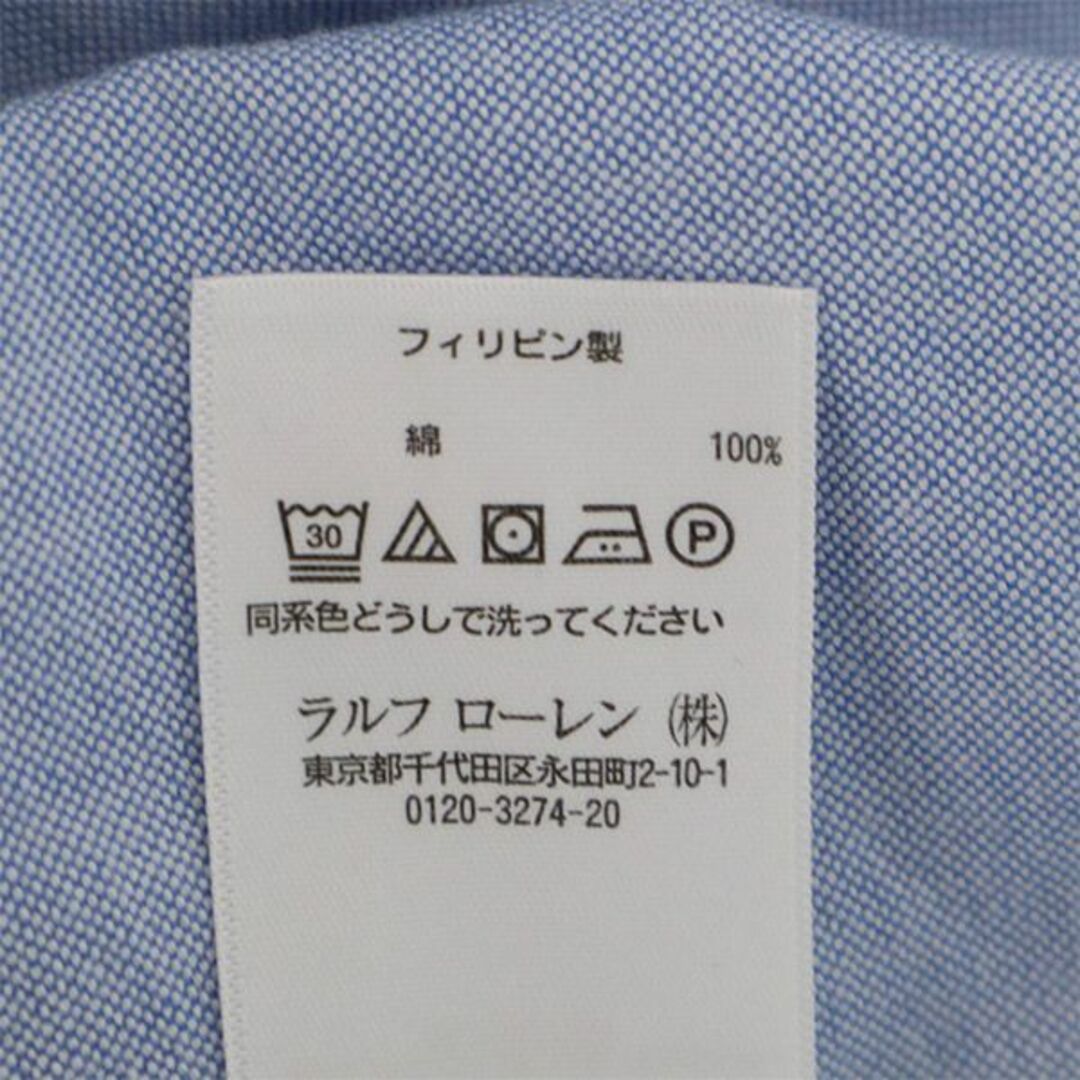 フィリピン製
綿 100%
30 P
同系色どうしで洗ってください
ラルフ ローレン (株)
東京都千代田区永田町2-10-1
0120-3274-20